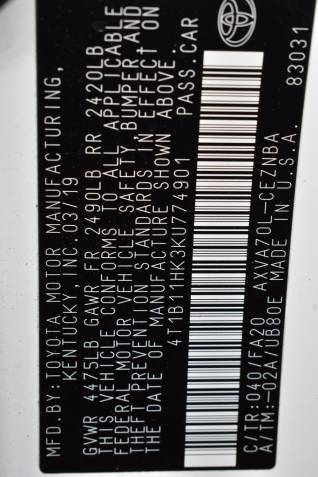 MFD.BY:TOYOTA MOTOR MANUFACTURING,
KENTUCKY,INC.03/19
GVWR 4475LB GAWR FR 2490LB RR 2420LB
THIS VEHICLE CONFORMS TO ALL APPLICABLE
FEDERAL MOTOR VEHICLE SAFETY, BUMPER AND
THEFT PREVENTION STANDARDS IN EFFECT ON
THE DATE OF MANUFACTURE SHOWN ABOVE.
4T1B11HK3KU774901 PASS.CAR
C/TR:040/FA20 AXVA70L-CEZNBA
A/TM:-02A/UB80E MADE IN U.S.A. 83031